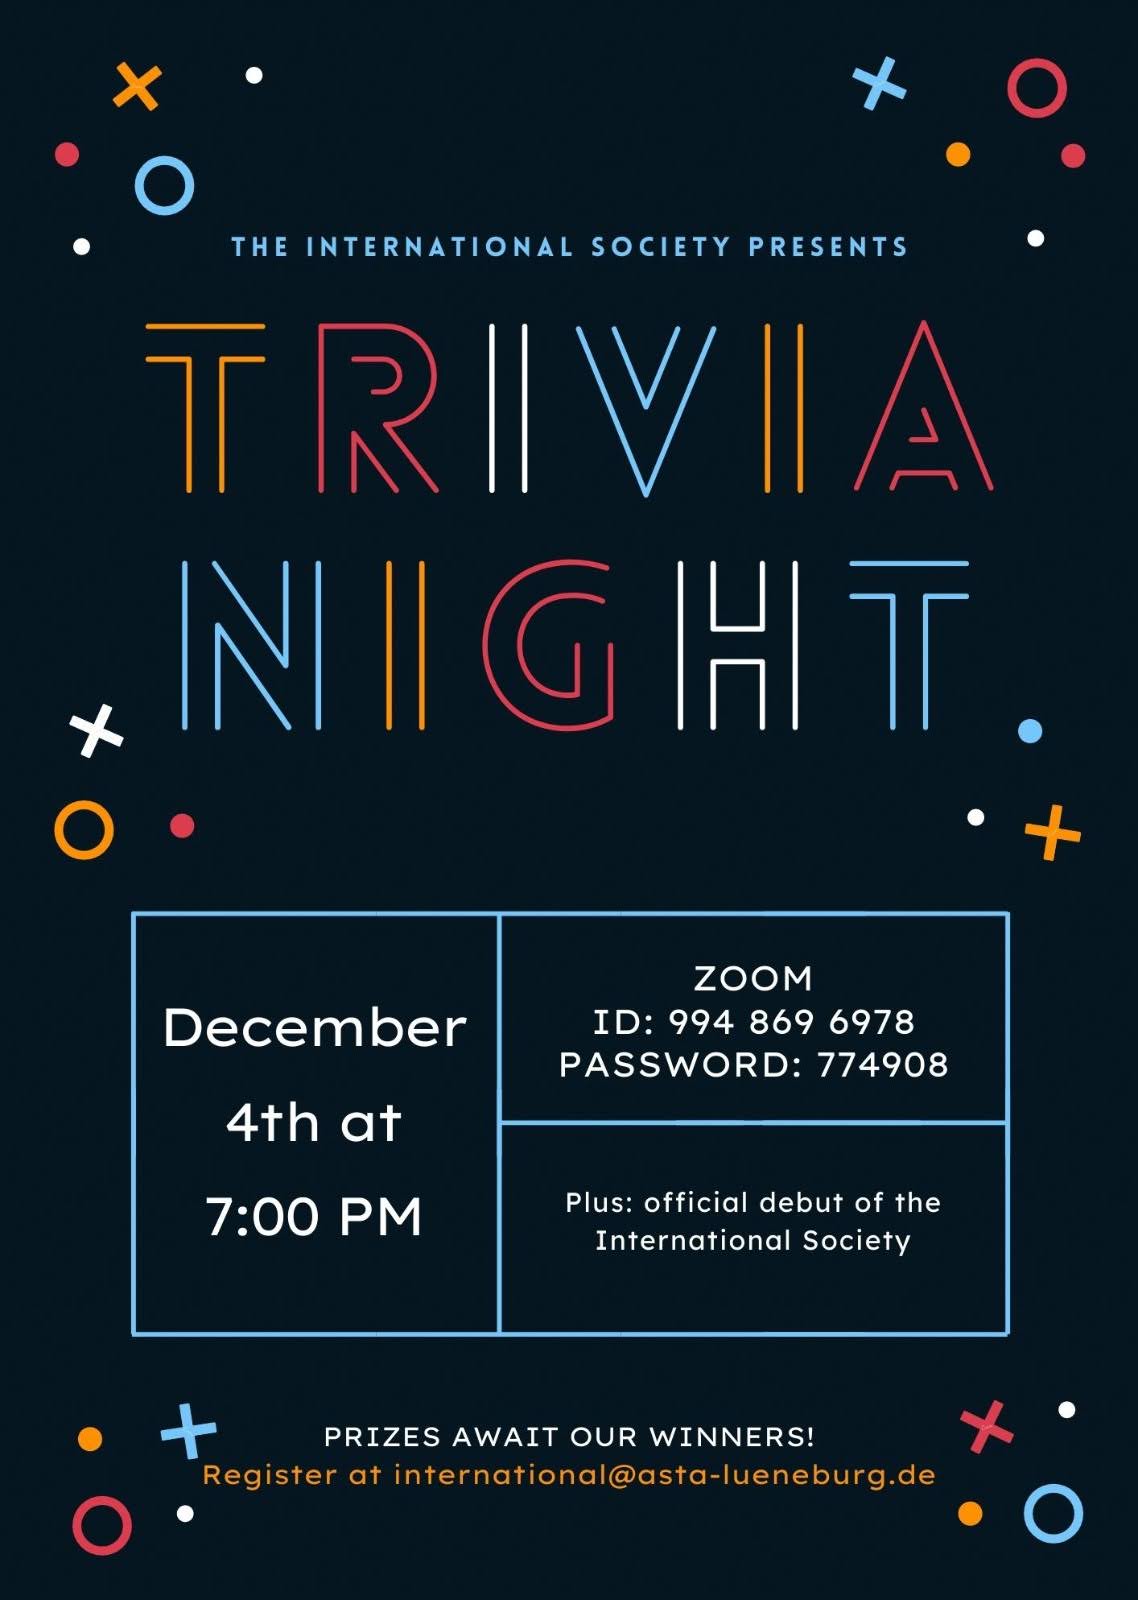 THE INTERNATIONAL SOCIETY PRESENTS
TRIVIA
NIGHT
December
4th at
7:00 PM
ZOOM
ID: 994 869 6978
PASSWORD: 774908
Plus: official debut of the
International Society
PRIZES AWAIT OUR WINNERS!
Register at international@asta-lueneburg.de